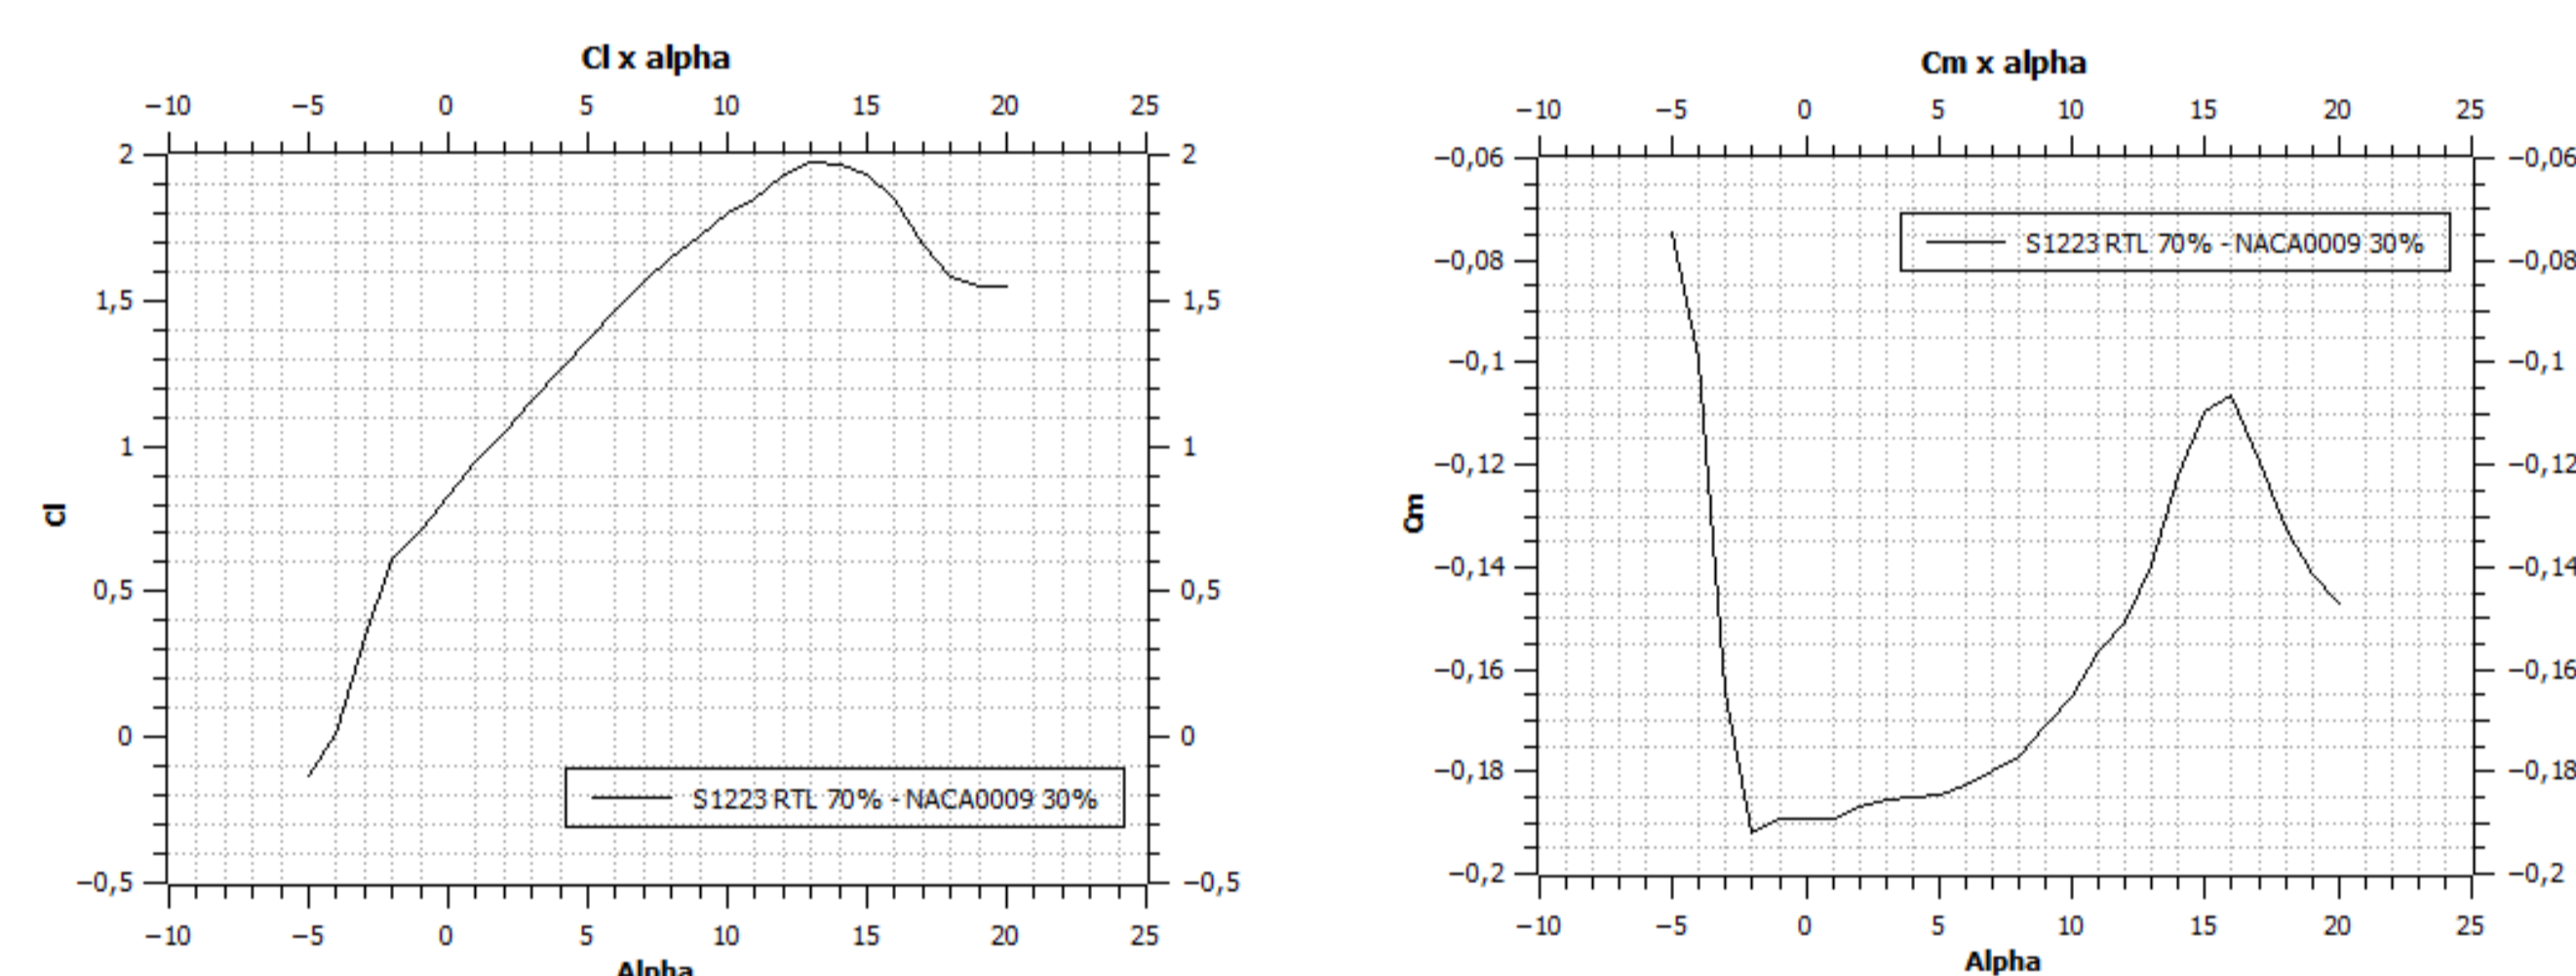 Cl x alpha
−10 −5 0 5 10 15 20 25
2 2
1,5 1,5
1 1
Cl
0,5 0,5
0 0
S1223 RTL 70% - NACA0009 30%
−0,5 −0,5
−10 −5 0 5 10 15 20 25
Alpha
Cm x alpha
−10 −5 0 5 10 15 20 25
−0,06 −0,06
S1223 RTL 70% - NACA0009 30%
−0,08 −0,08
−0,1 −0,1
−0,12 −0,12
Cm
−0,14 −0,14
−0,16 −0,16
−0,18 −0,18
−0,2 −0,2
−10 −5 0 5 10 15 20 25
Alpha